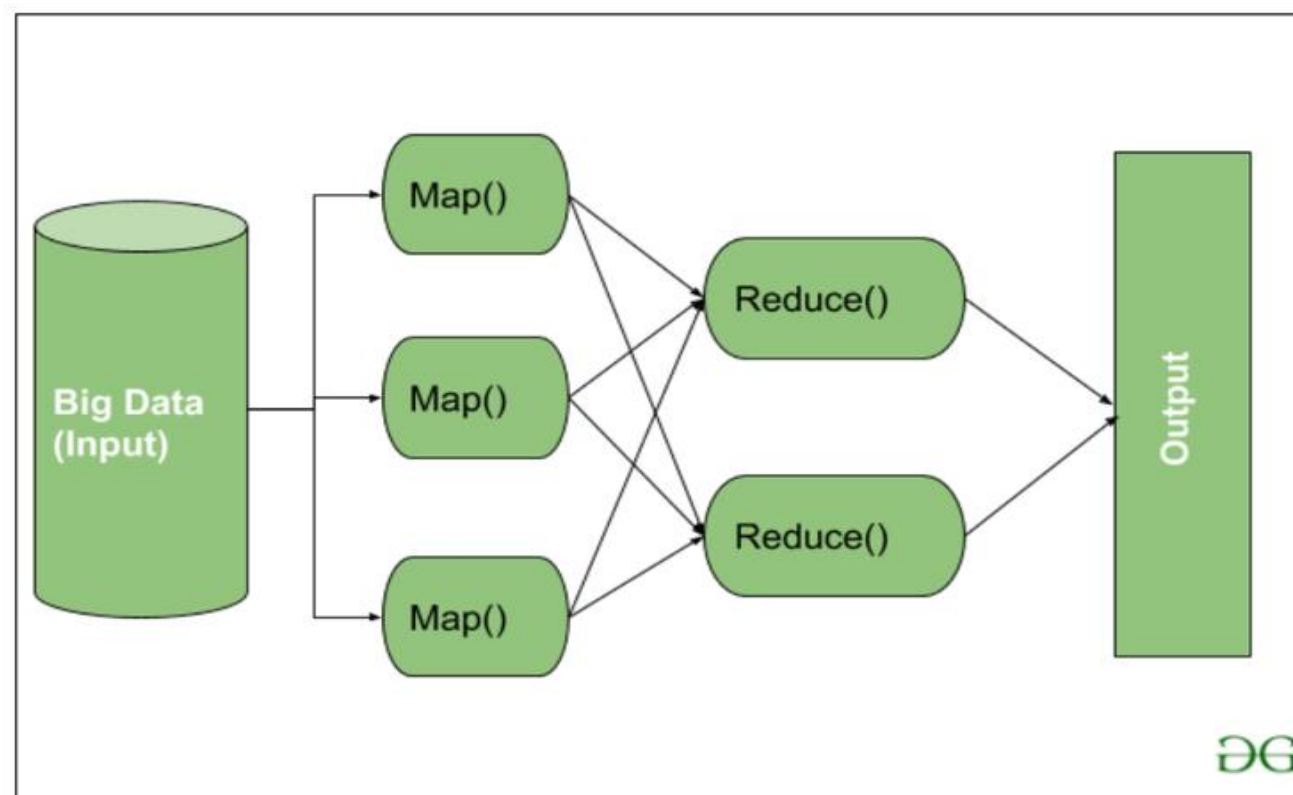 Big Data
(Input)
Map()
Map()
Map()
Reduce()
Reduce()
Output